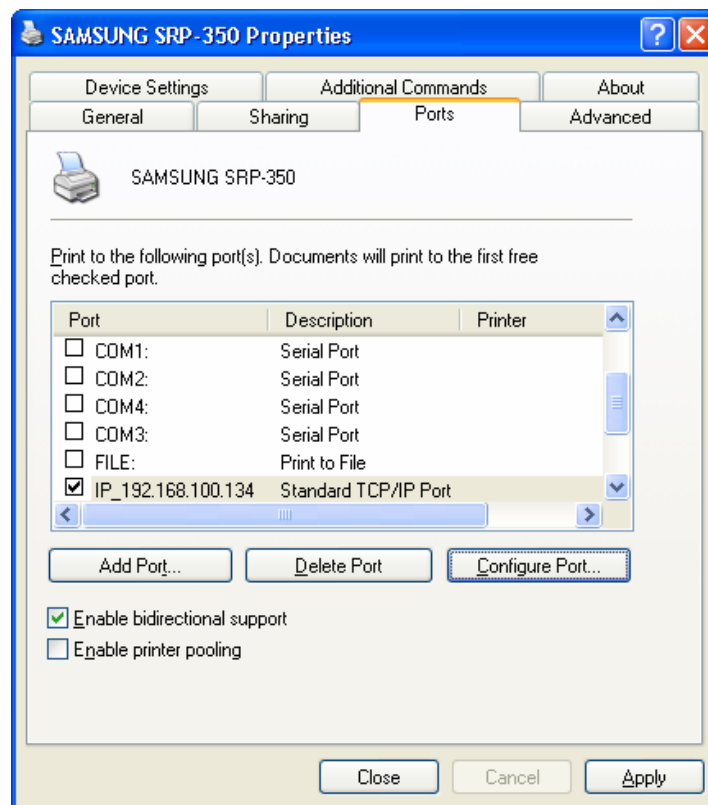 SAMSUNG SRP-350 Properties
Device Settings Additional Commands About
General Sharing Ports Advanced
SAMSUNG SRP-350
Print to the following port(s). Documents will print to the first free
checked port.
Port Description Printer
COM1: Serial Port
COM2: Serial Port
COM4: Serial Port
COM3: Serial Port
FILE: Print to File
IP_192.168.100.134 Standard TCP/IP Port
Add Port... Delete Port Configure Port...
Enable bidirectional support
Enable printer pooling
Close Cancel Apply